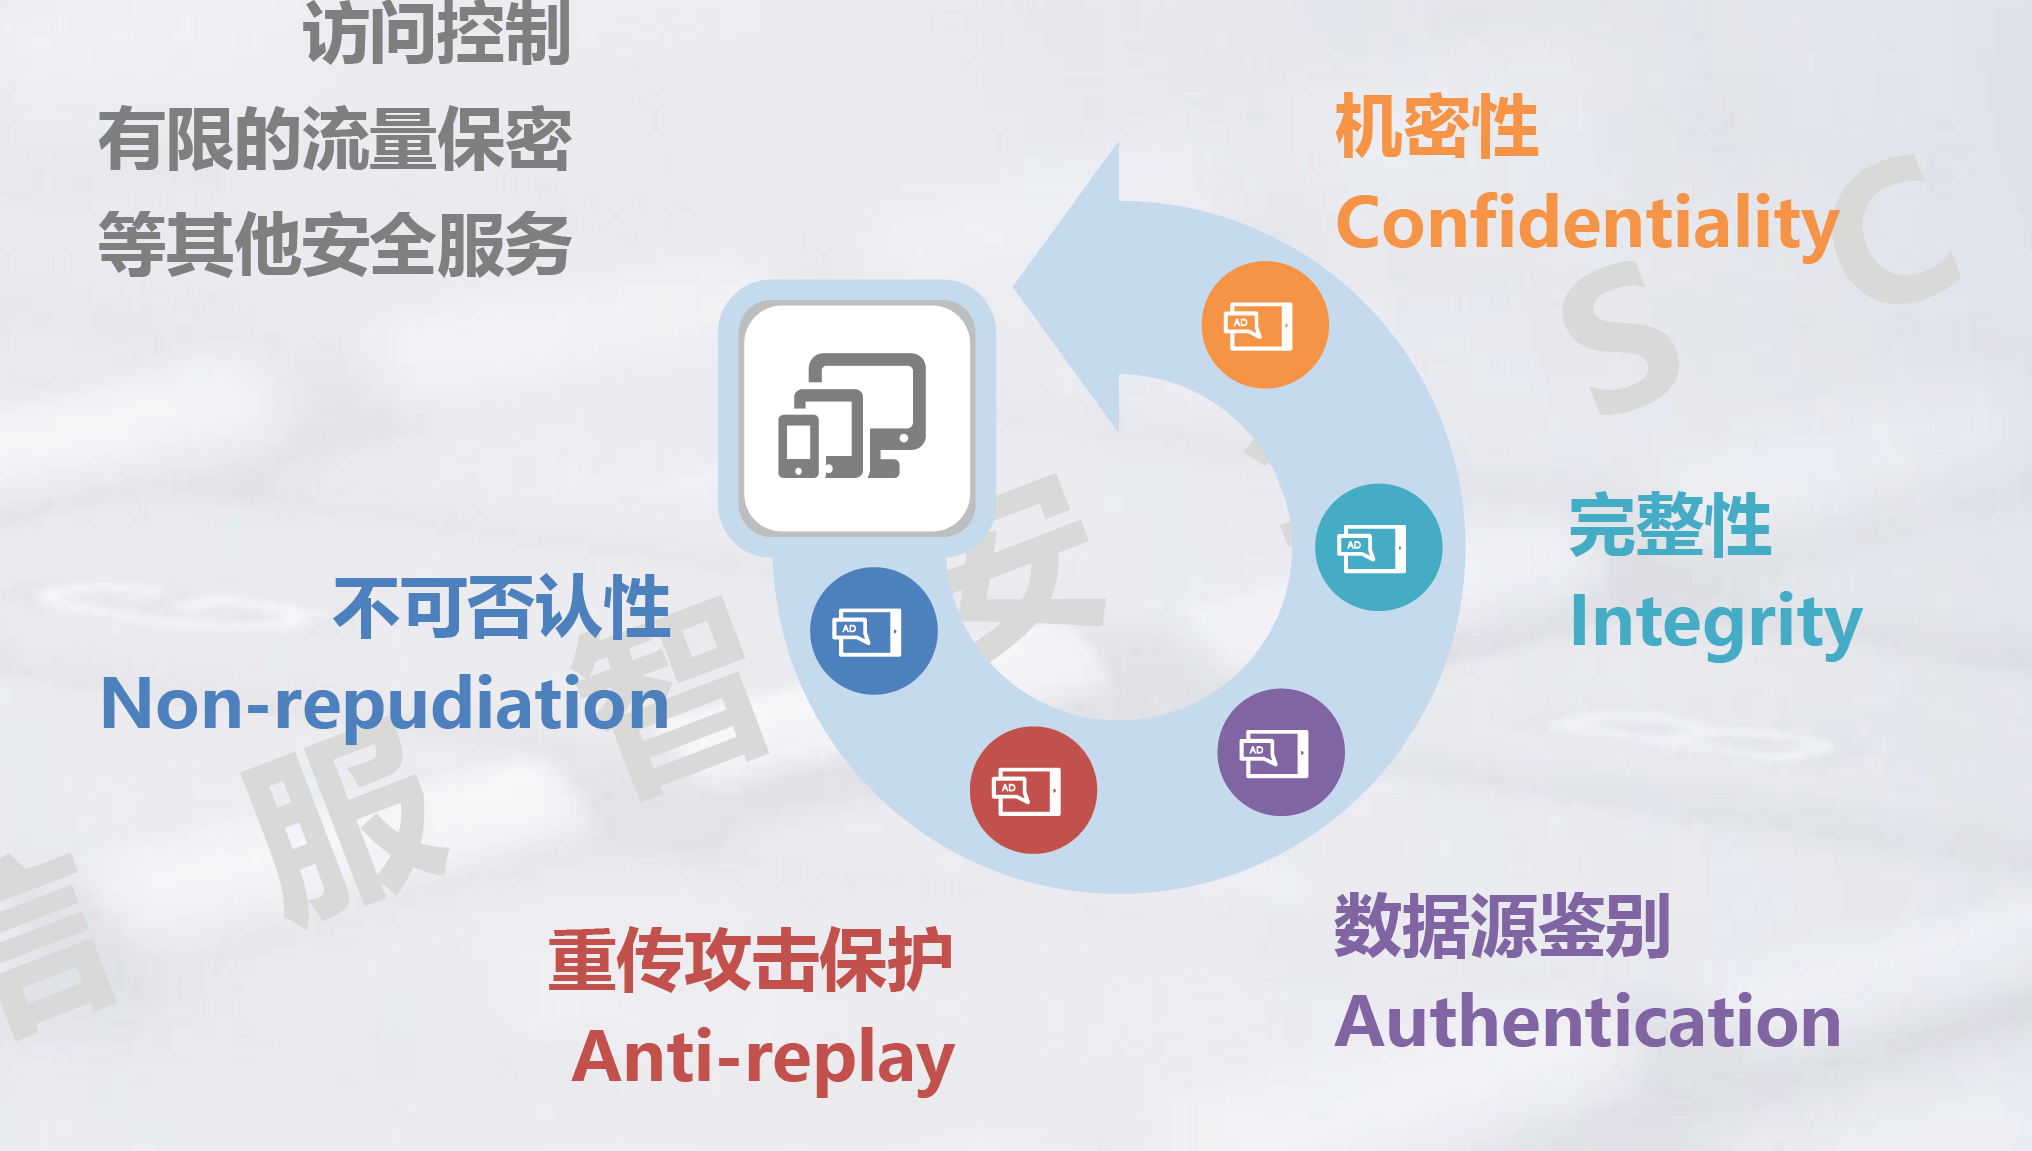 访问控制
有限的流量保密
等其他安全服务
机密性
Confidentiality
完整性
Integrity
数据源鉴别
Authentication
重传攻击保护
Anti-replay
不可否认性
Non-repudiation
AD
AD
AD
AD
AD
信服智安
S C